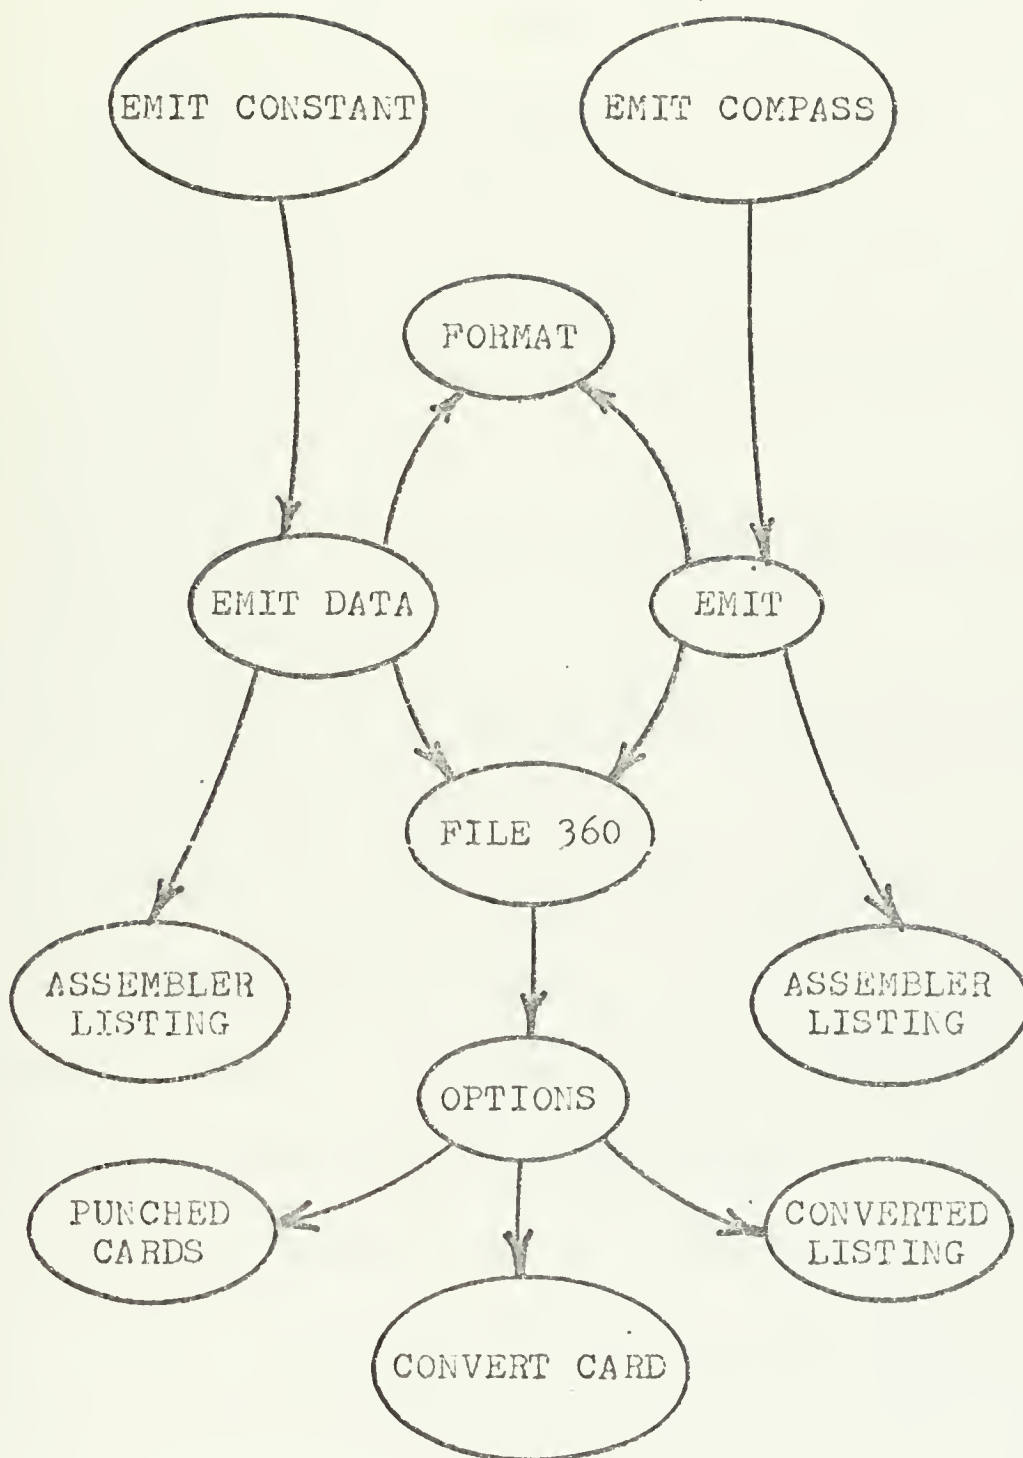 EMIT CONSTANT
EMIT COMPASS
FORMAT
EMIT DATA
EMIT
FILE 360
ASSEMBLER
LISTING
ASSEMBLER
LISTING
OPTIONS
PUNCHED
CARDS
CONVERTED
LISTING
CONVERT CARD